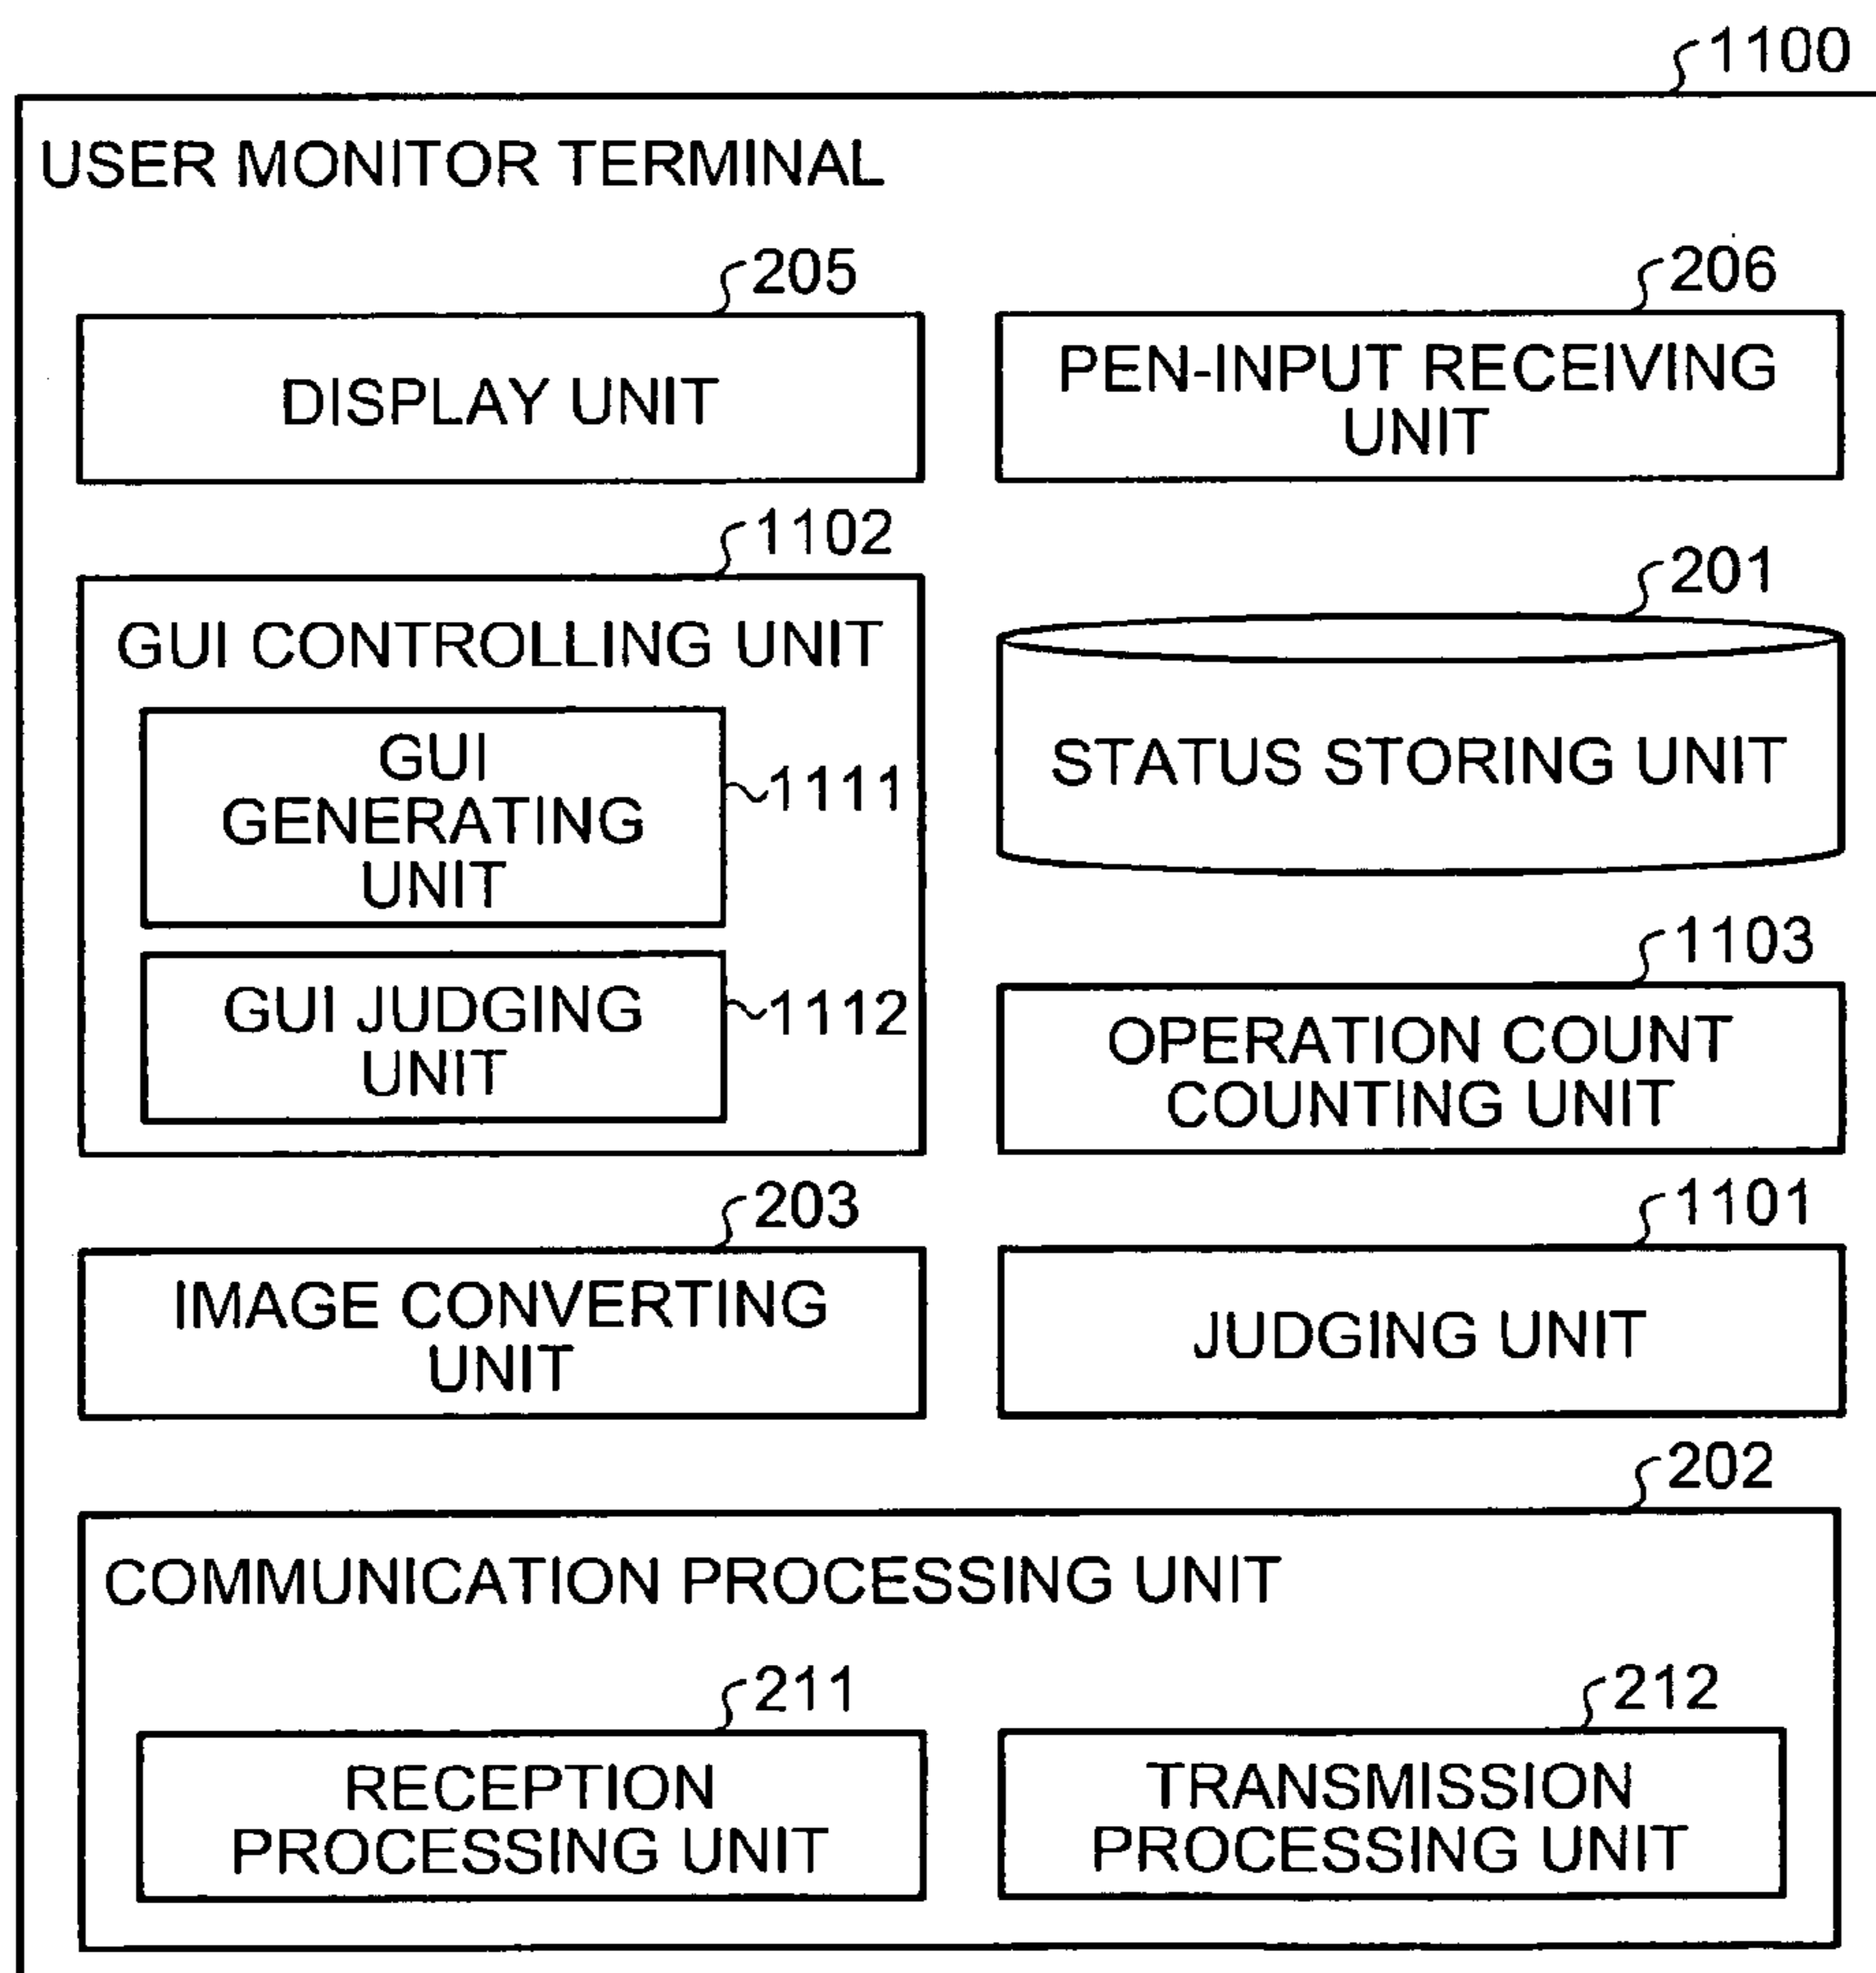 1100
USER MONITOR TERMINAL
205
DISPLAY UNIT
206
PEN-INPUT RECEIVING
UNIT
1102
GUI CONTROLLING UNIT
GUI
GENERATING
UNIT
1111
GUI JUDGING
UNIT
1112
201
STATUS STORING UNIT
1103
OPERATION COUNT
COUNTING UNIT
203
IMAGE CONVERTING
UNIT
1101
JUDGING UNIT
202
COMMUNICATION PROCESSING UNIT
211
RECEPTION
PROCESSING UNIT
212
TRANSMISSION
PROCESSING UNIT